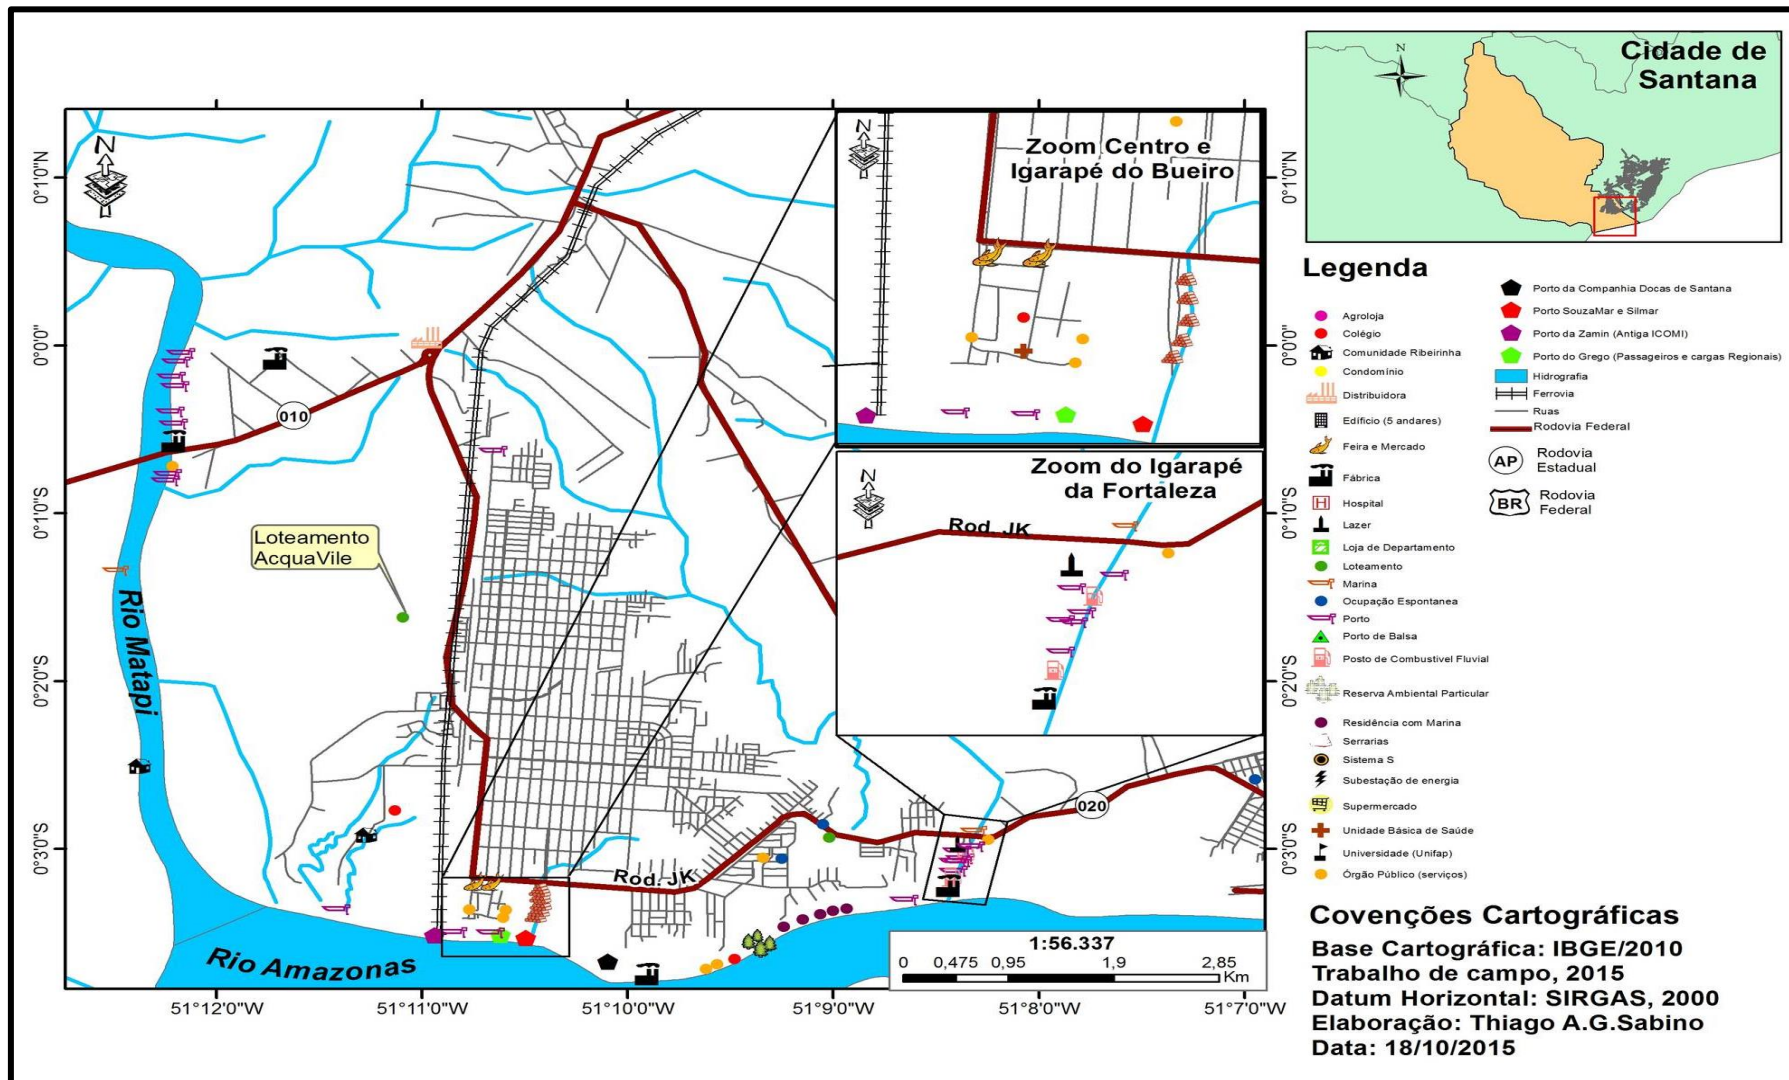 Cidade de
Santana
N
Zoom Centro e
Igarapé do Bueiro
N
N
Zoom do Igarapé
da Fortaleza
N
Rod. JK
Loteamento
AcquaVile
010
020
Rio Matapi
Rod. JK
Rio Amazonas
1:56.337
0 0,475 0,95 1,9 2,85
Km
0°1'0"N
0°0'0"
0°1'0"S
0°2'0"S
0°3'0"S
0°1'0"N
0°0'0"
0°1'0"S
0°2'0"S
0°3'0"S
51°12'0"W 51°11'0"W 51°10'0"W 51°9'0"W 51°8'0"W 51°7'0"W
Legenda
Agroloja
Colégio
Comunidade Ribeirinha
Condomínio
Distribuidora
Edifício (5 andares)
Feira e Mercado
Fábrica
H Hospital
Lazer
Loja de Departamento
Loteamento
Marina
Ocupação Espontanea
Porto
Porto de Balsa
Posto de Combustivel Fluvial
Reserva Ambiental Particular
Residência com Marina
Serrarias
Sistema S
Subestação de energia
Supermercado
Unidade Básica de Saúde
Universidade (Unifap)
Órgão Público (serviços)
Porto da Companhia Docas de Santana
Porto SouzaMar e Silmar
Porto da Zamin (Antiga ICOMI)
Porto do Grego (Passageiros e cargas Regionais)
Hidrografia
Ferrovia
Ruas
Rodovia Federal
AP Rodovia
Estadual
BR Rodovia
Federal
Covenções Cartográficas
Base Cartográfica: IBGE/2010
Trabalho de campo, 2015
Datum Horizontal: SIRGAS, 2000
Elaboração: Thiago A.G.Sabino
Data: 18/10/2015